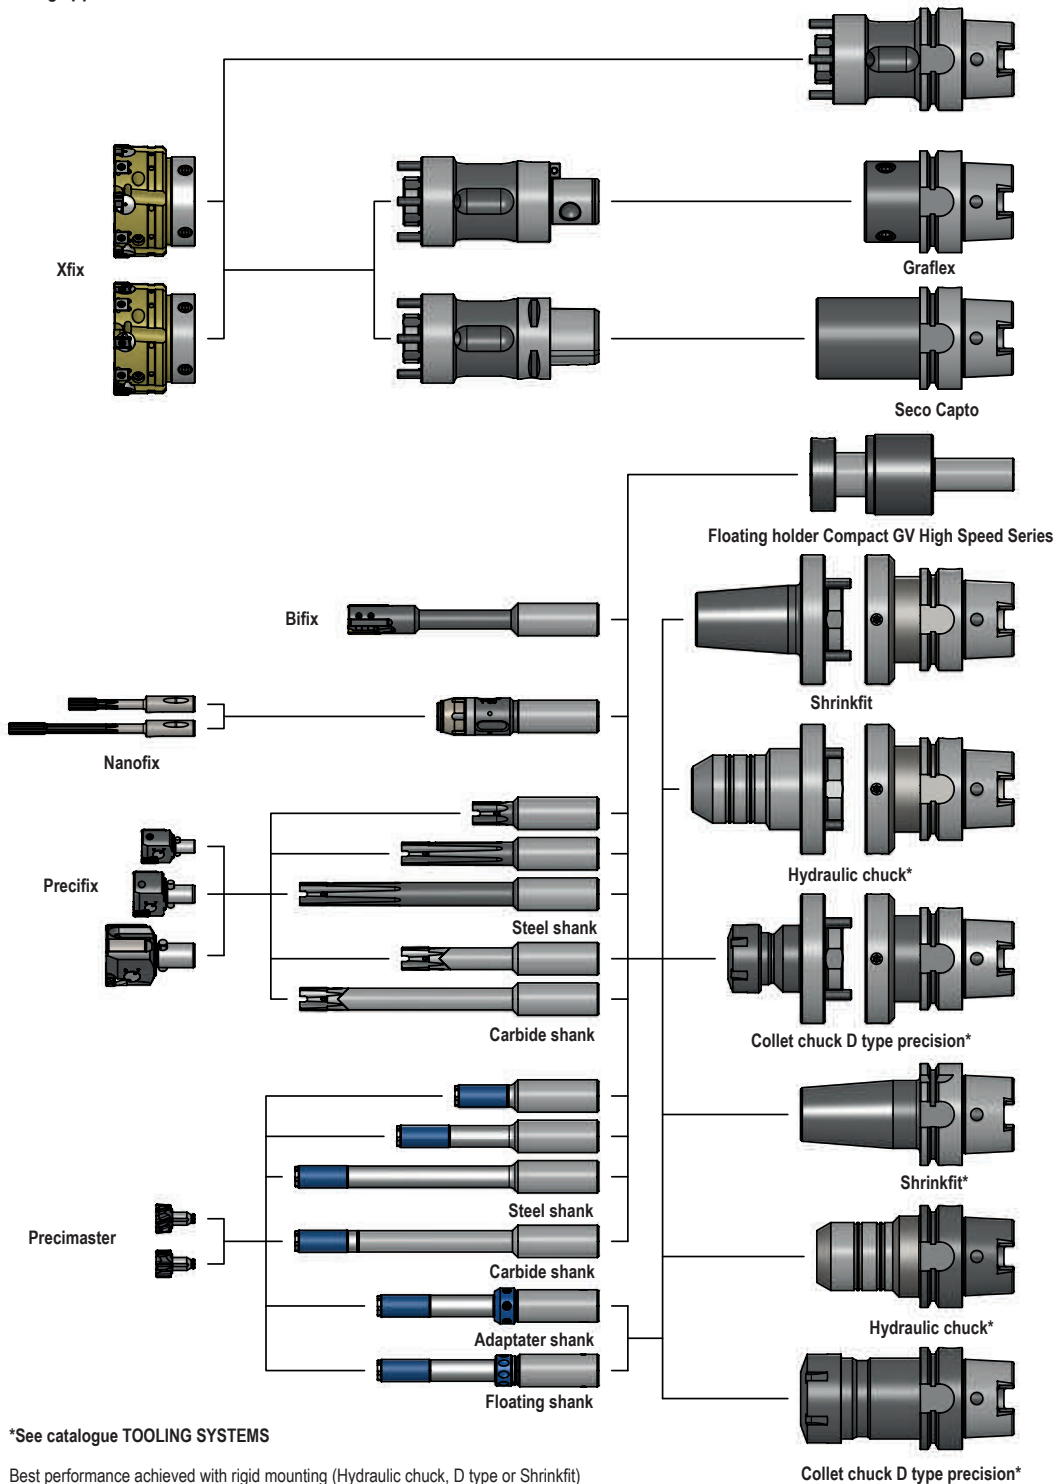 Xfix
Graflex
Seco Capto
Floating holder Compact GV High Speed Series
Bifix
Shrinkfit
Nanofix
Hydraulic chuck*
Precifix
Steel shank
Collet chuck D type precision*
Carbide shank
Shrinkfit*
Steel shank
Precimaster
Carbide shank
Hydraulic chuck*
Adaptater shank
Floating shank
*See catalogue TOOLING SYSTEMS
Collet chuck D type precision*
Best performance achieved with rigid mounting (Hydraulic chuck, D type or Shrinkfit)